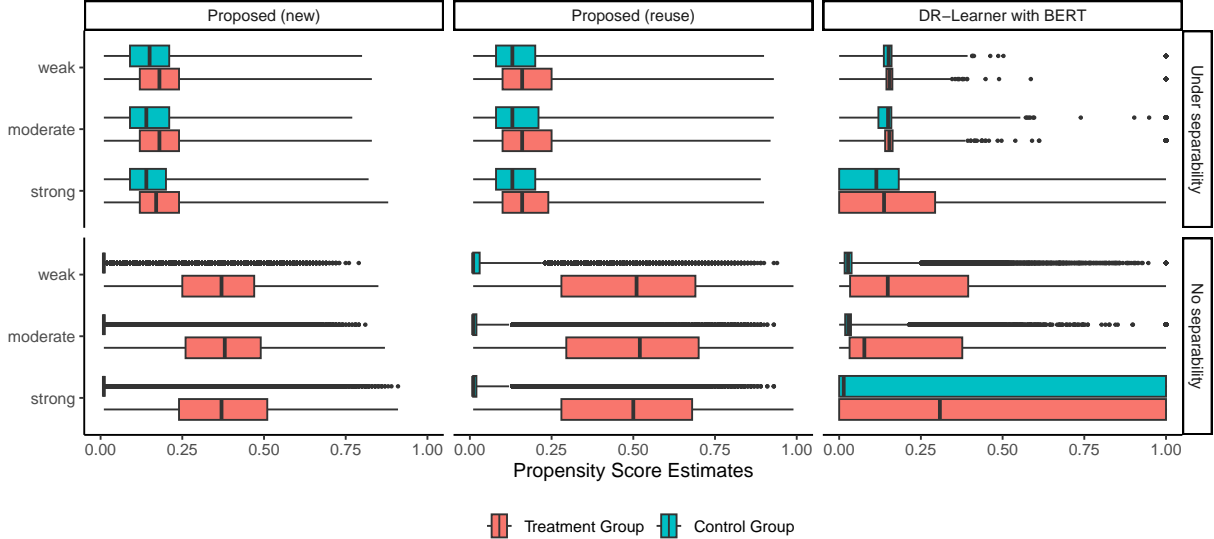 Proposed (new)
Proposed (reuse)
DR−Learner with BERT
weak
moderate
strong
Under separability
weak
moderate
strong
No separability
0.00 0.25 0.50 0.75 1.00
0.00 0.25 0.50 0.75 1.00
0.00 0.25 0.50 0.75 1.00
Propensity Score Estimates
Treatment Group
Control Group